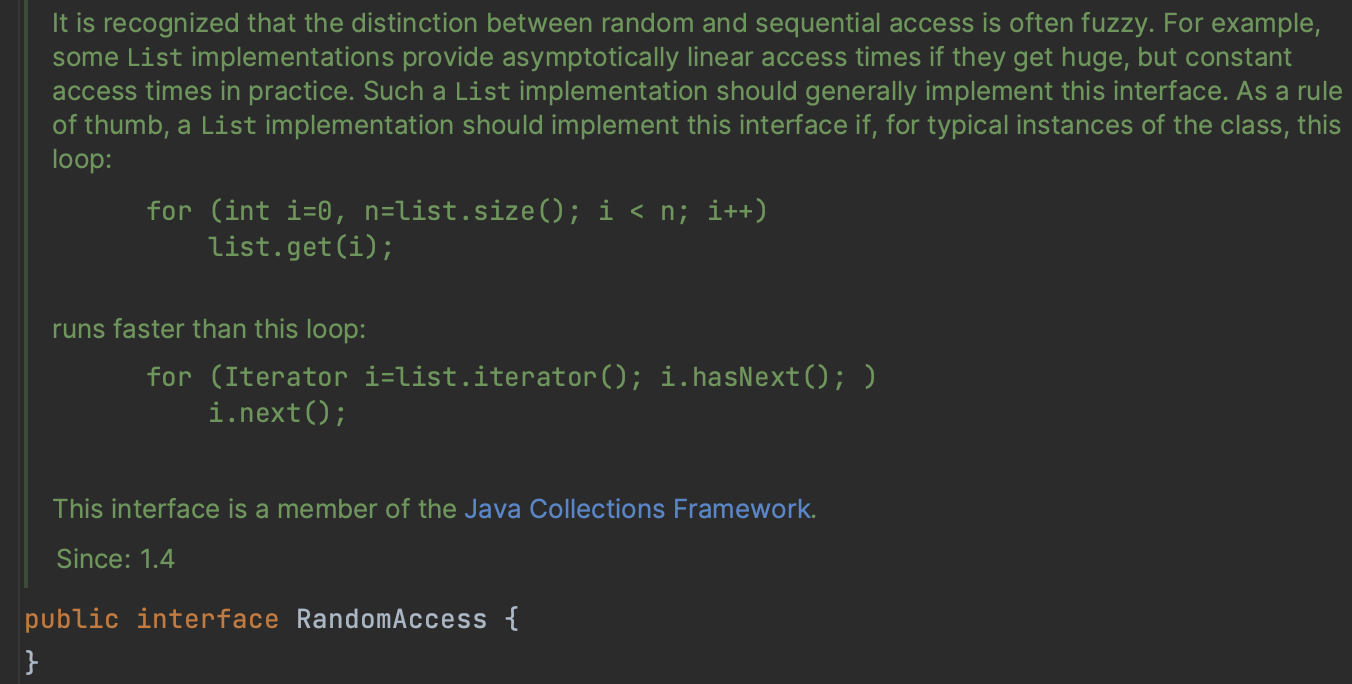 It is recognized that the distinction between random and sequential access is often fuzzy. For example,
some List implementations provide asymptotically linear access times if they get huge, but constant
access times in practice. Such a List implementation should generally implement this interface. As a rule
of thumb, a List implementation should implement this interface if, for typical instances of the class, this
loop:
for (int i=0, n=list.size(); i < n; i++)
list.get(i);
runs faster than this loop:
for (Iterator i=list.iterator(); i.hasNext(); )
i.next();
This interface is a member of the Java Collections Framework.
Since: 1.4
public interface RandomAccess {
}